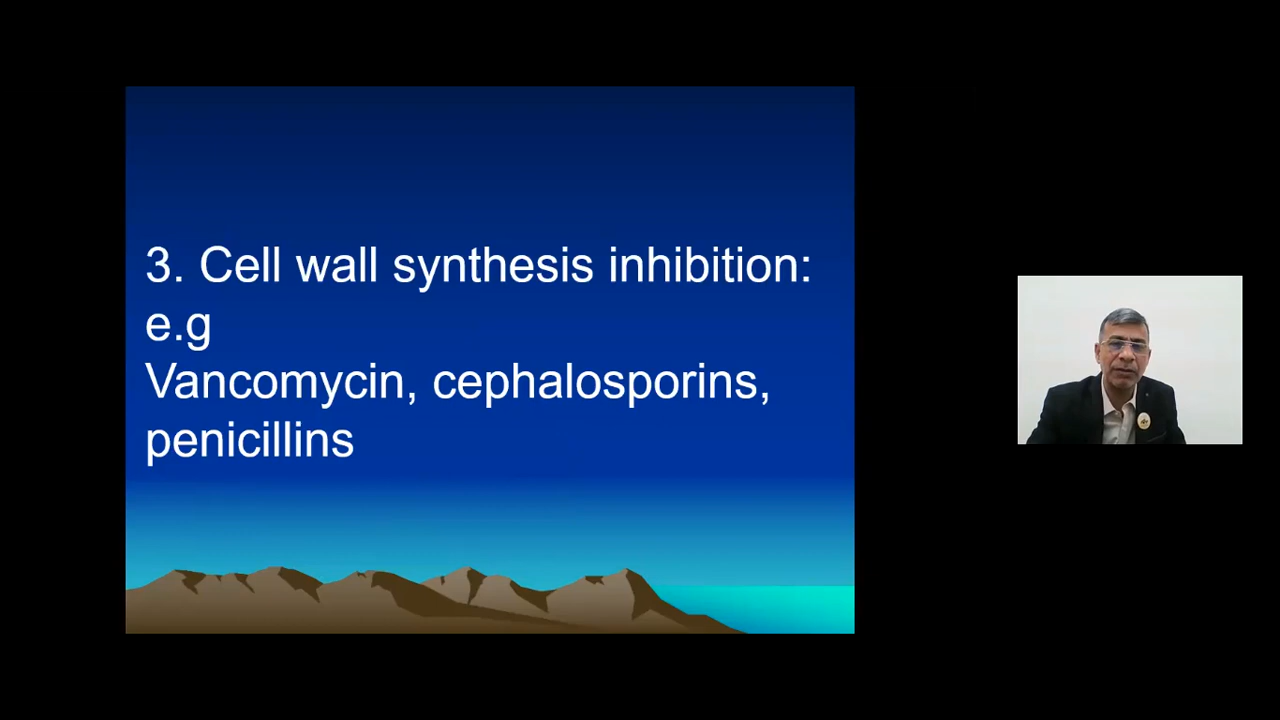 3. Cell wall synthesis inhibition:
e.g
Vancomycin, cephalosporins,
penicillins